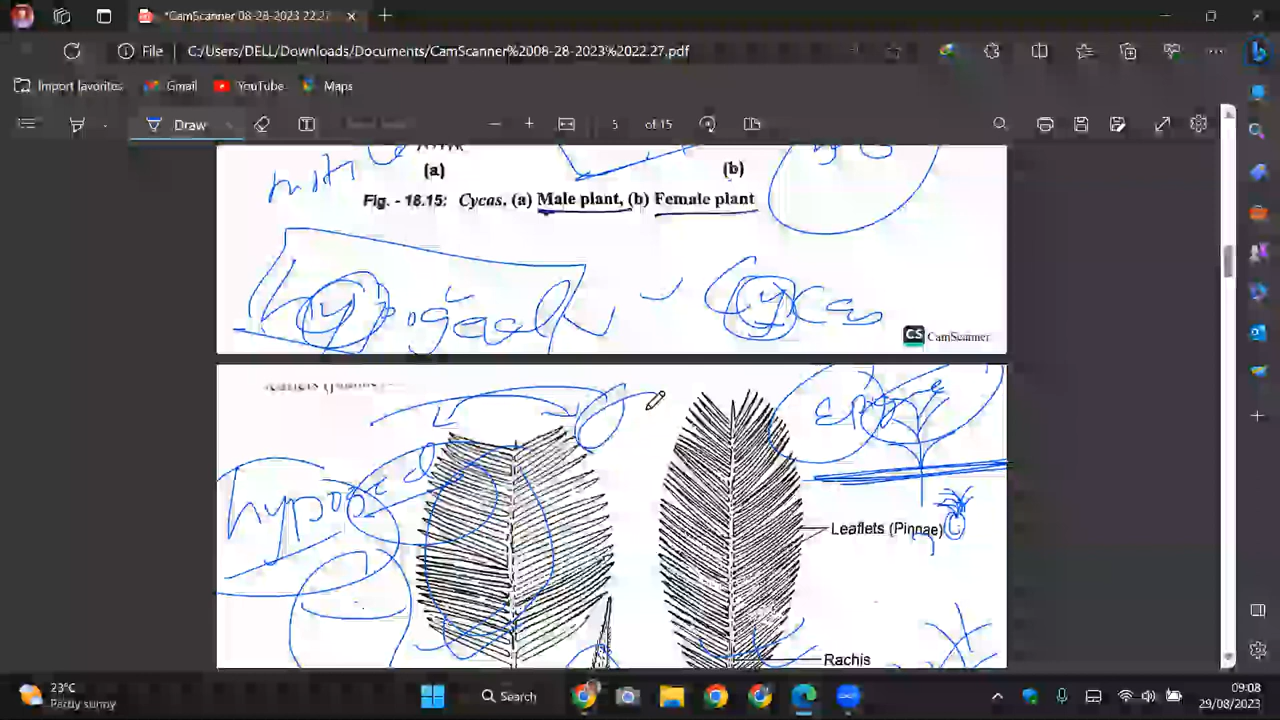 *CamScanner 08-28-2023 22.27
File C:/Users/DELL/Downloads/Documents/CamScanner%2008-28-2023%2022.27.pdf
Import favorites Gmail YouTube Maps
Draw 5 of 15
(a) (b)
Fig. - 18.15: Cycas. (a) Male plant, (b) Female plant
Cycas
CS CamScanner
Leaflets (Pinnae)
Rachis
23°C
Partly sunny
Search
09:08
29/08/2023